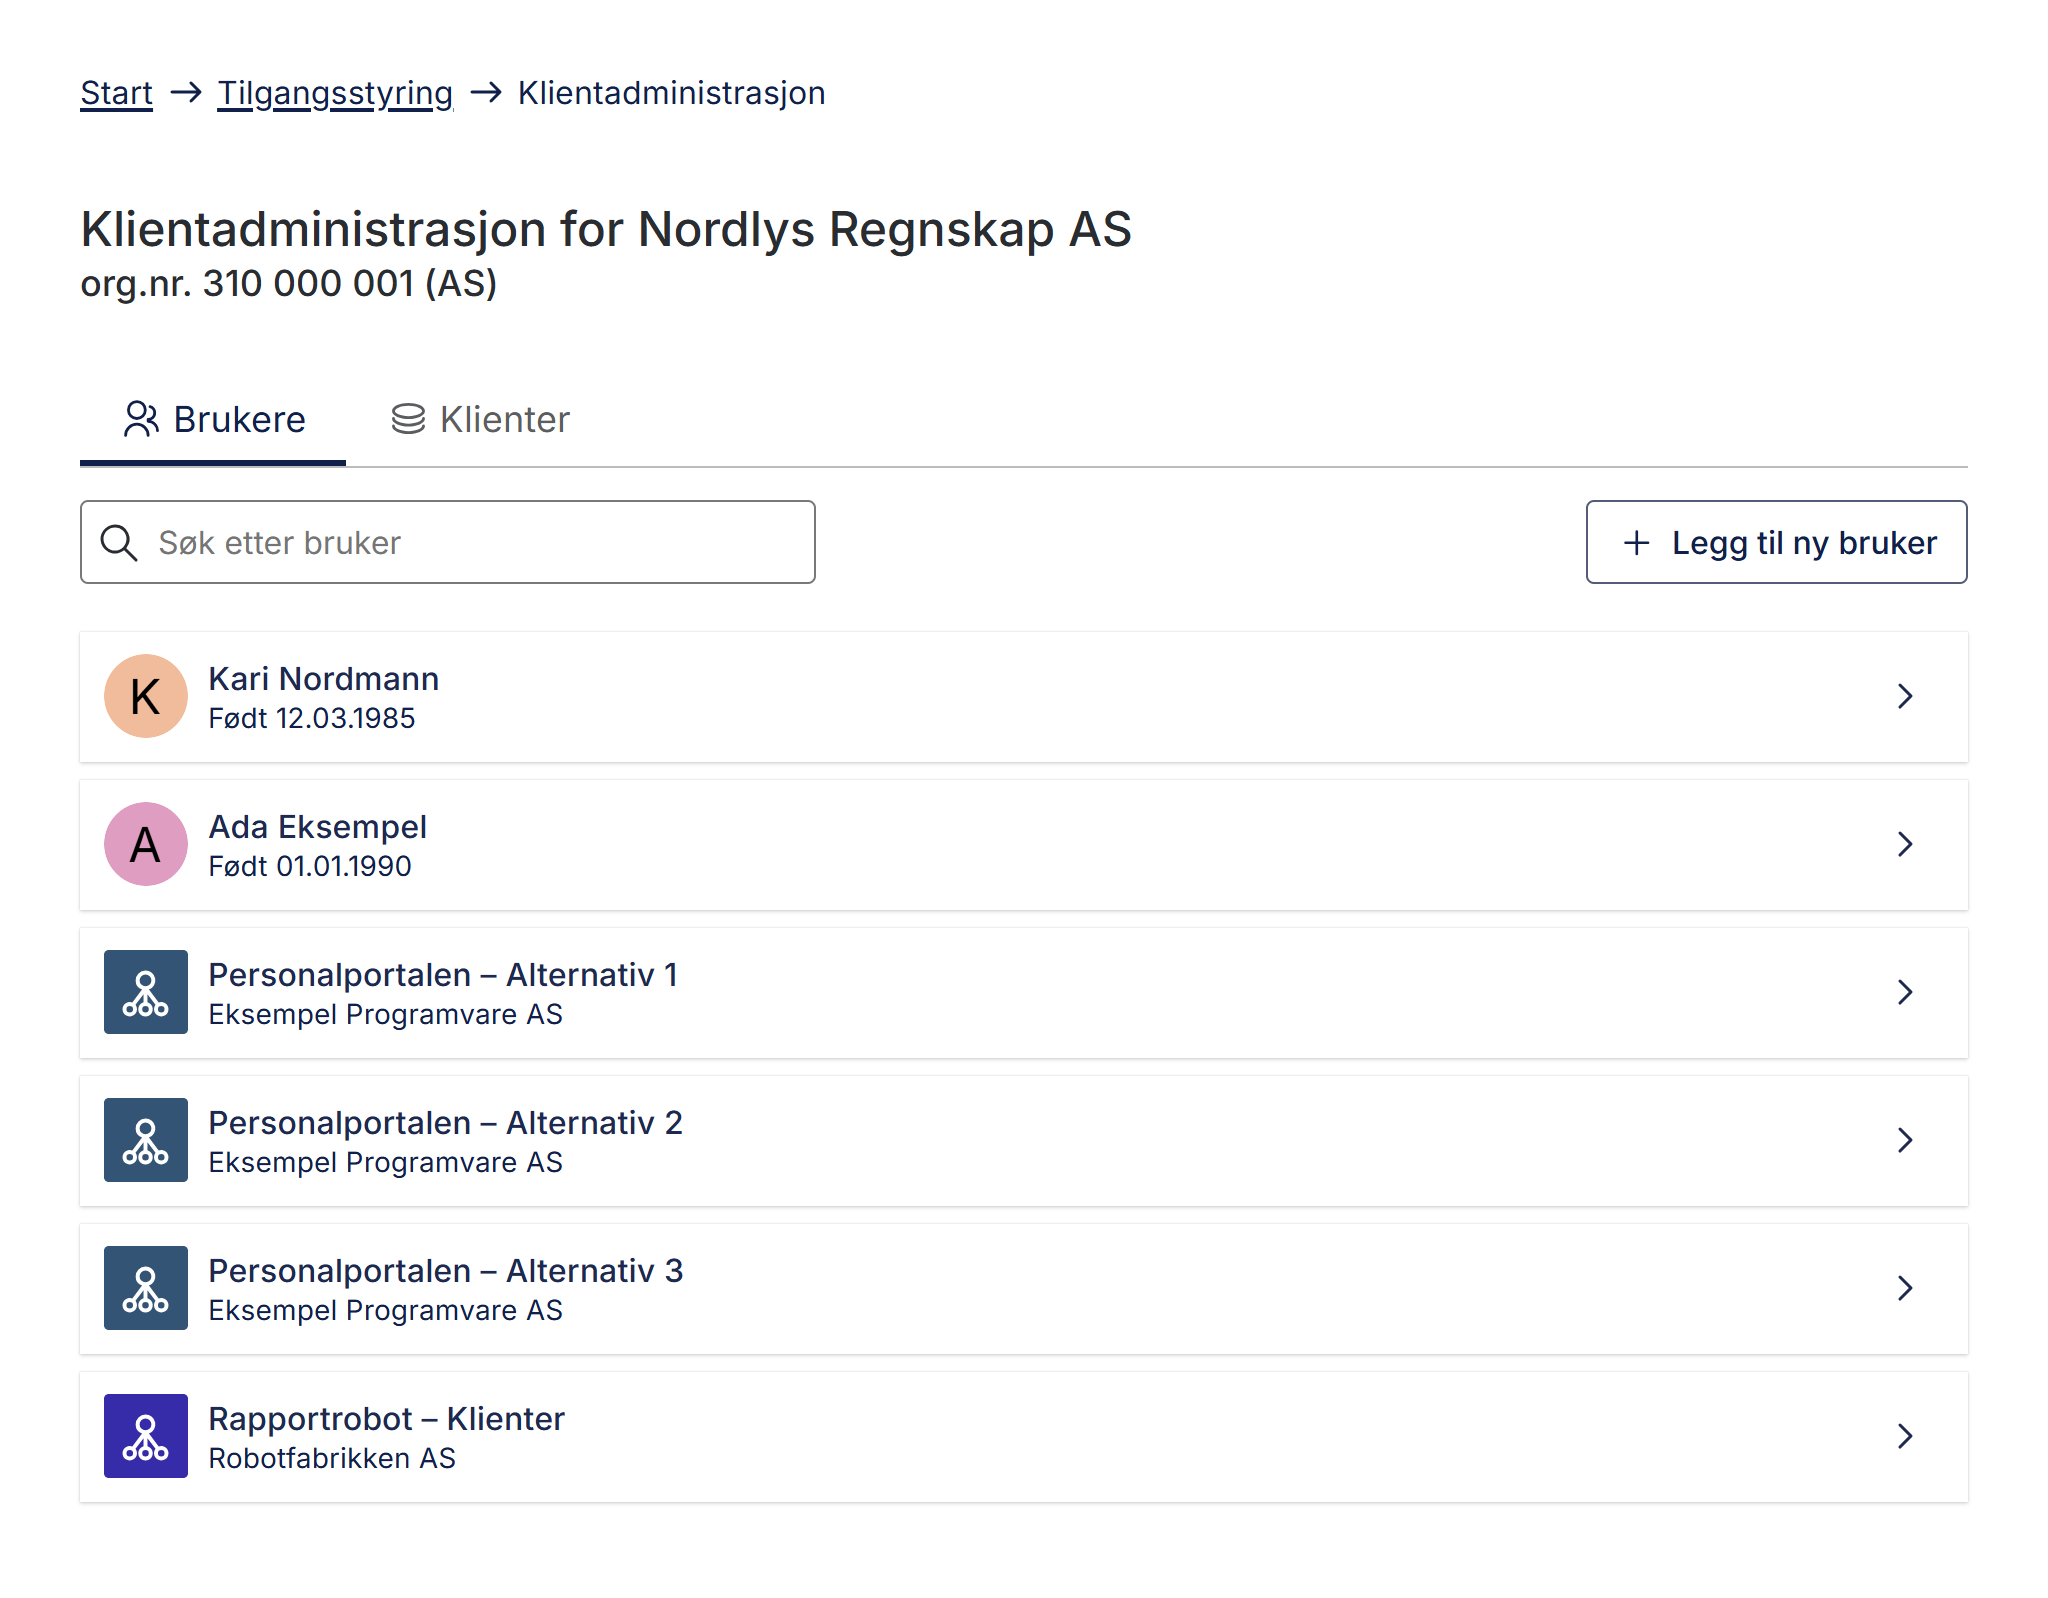 Start → Tilgangsstyring → Klientadministrasjon
Klientadministrasjon for Nordlys Regnskap AS
org.nr. 310 000 001 (AS)
Brukere Klienter
Søk etter bruker
+ Legg til ny bruker
K
Kari Nordmann
Født 12.03.1985
A
Ada Eksempel
Født 01.01.1990
Personalportalen – Alternativ 1
Eksempel Programvare AS
Personalportalen – Alternativ 2
Eksempel Programvare AS
Personalportalen – Alternativ 3
Eksempel Programvare AS
Rapportrobot – Klienter
Robotfabrikken AS